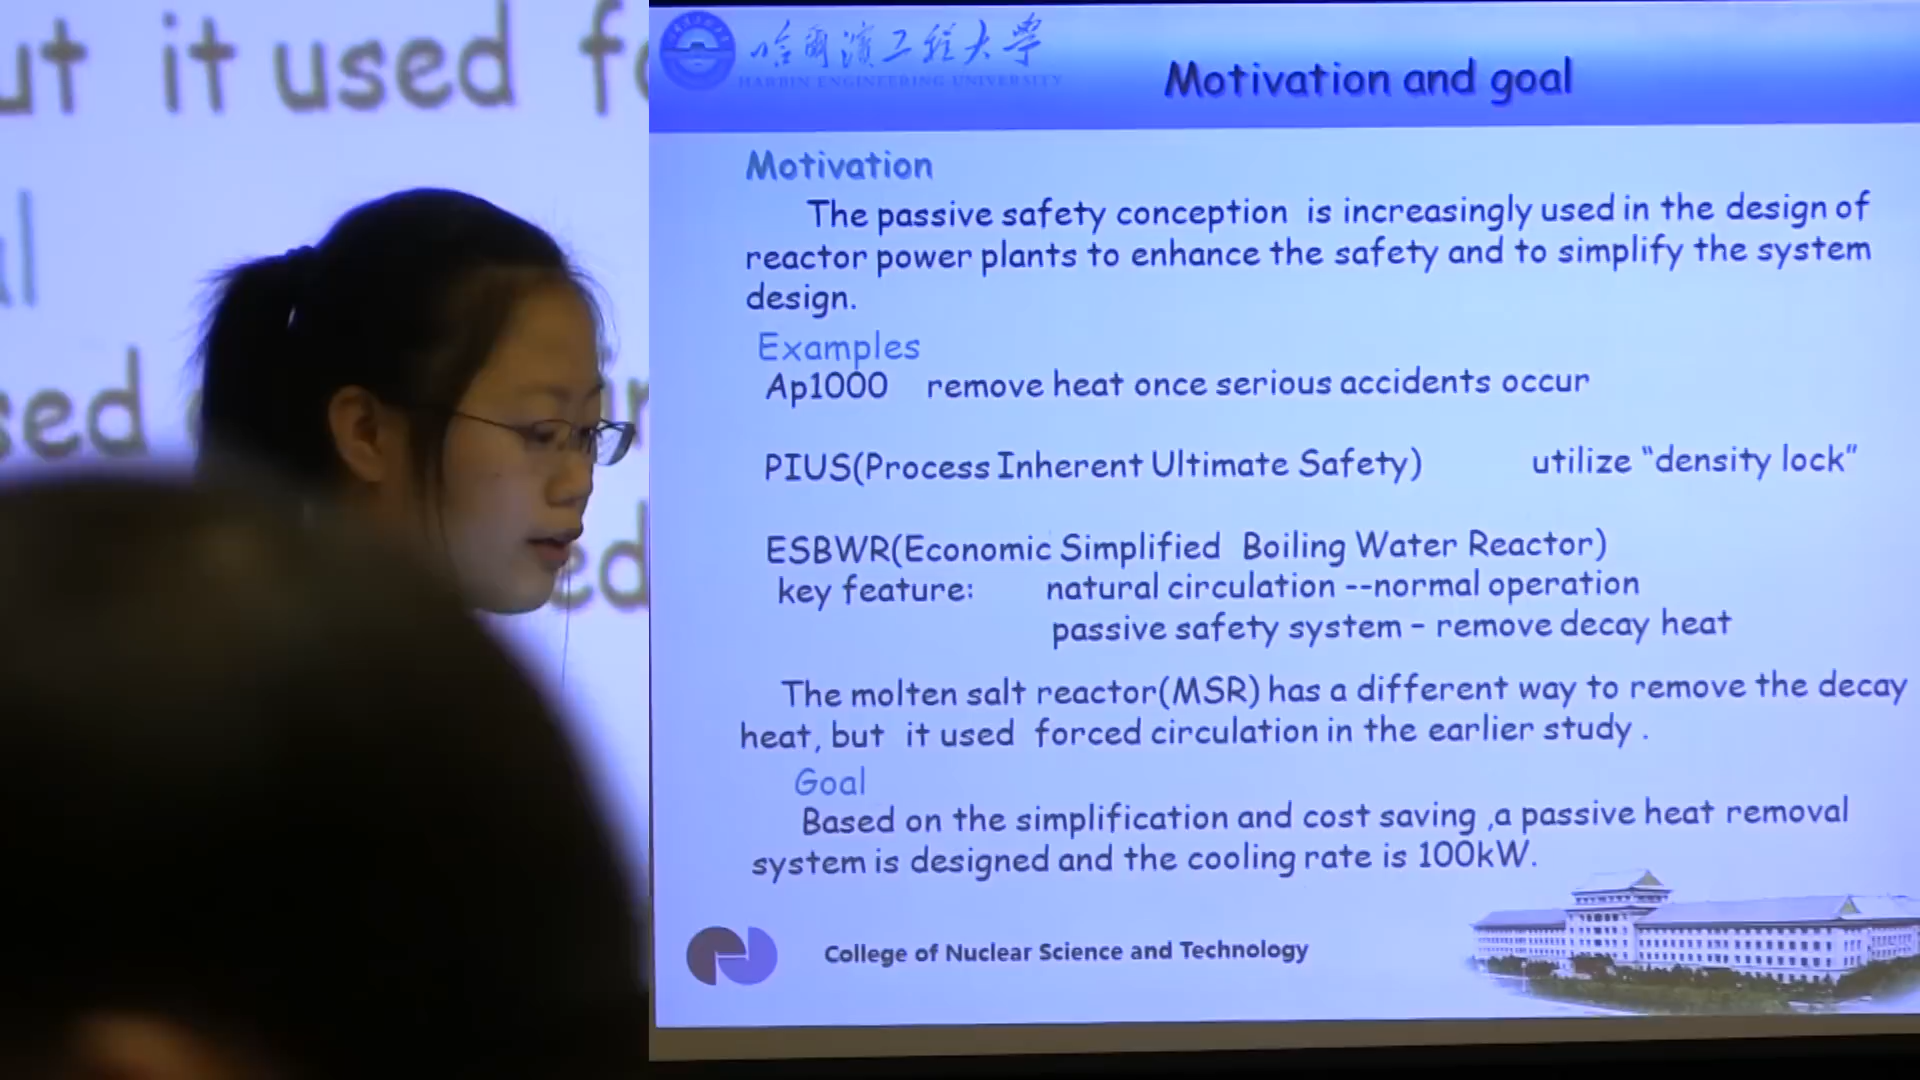 ut it used fo
al
sed
in
ed
哈爾濱工程大學
HARBIN ENGINEERING UNIVERSITY
Motivation and goal
Motivation
The passive safety conception is increasingly used in the design of
reactor power plants to enhance the safety and to simplify the system
design.
Examples
Ap1000 remove heat once serious accidents occur
PIUS(Process Inherent Ultimate Safety) utilize “density lock”
ESBWR(Economic Simplified Boiling Water Reactor)
key feature: natural circulation --normal operation
passive safety system – remove decay heat
The molten salt reactor(MSR) has a different way to remove the decay
heat, but it used forced circulation in the earlier study .
Goal
Based on the simplification and cost saving ,a passive heat removal
system is designed and the cooling rate is 100kW.
College of Nuclear Science and Technology